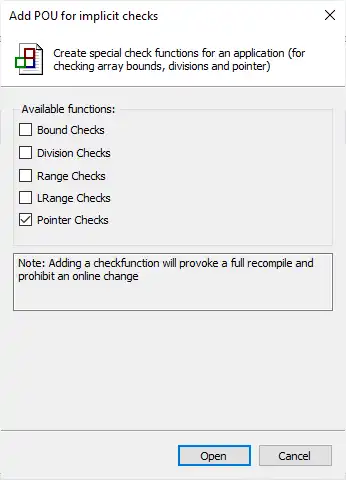 Add POU for implicit checks
Create special check functions for an application (for
checking array bounds, divisions and pointer)
Available functions:
Bound Checks
Division Checks
Range Checks
LRange Checks
Pointer Checks
Note: Adding a checkfunction will provoke a full recompile and
prohibit an online change
Open
Cancel